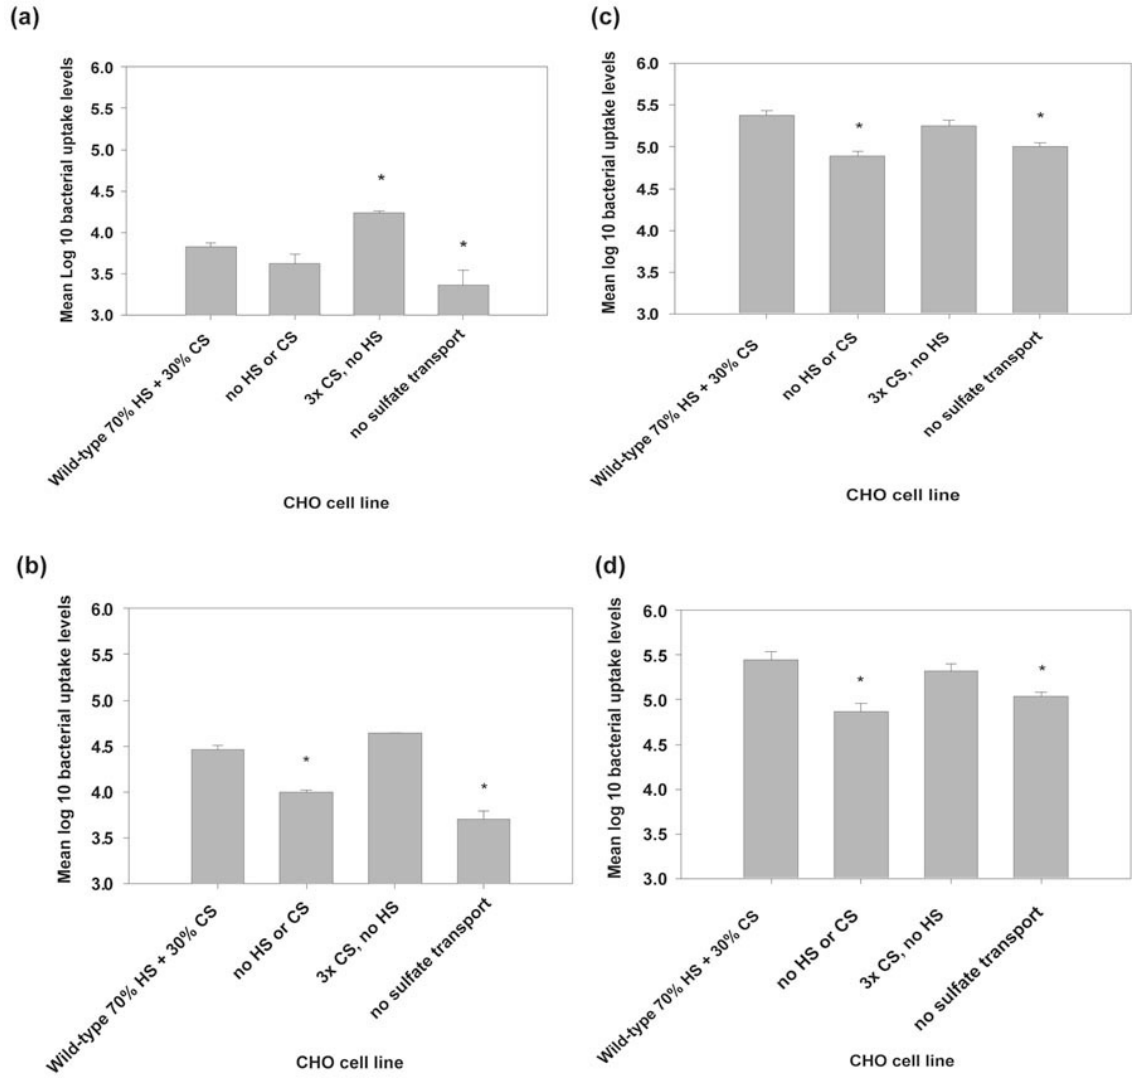 (a)
Mean Log 10 bacterial uptake levels
6.0
5.5
5.0
4.5
4.0
3.5
3.0
*
*
Wild-type 70% HS + 30% CS
no HS or CS
3x CS, no HS
no sulfate transport
CHO cell line
(c)
Mean log 10 bacterial uptake levels
6.0
5.5
5.0
4.5
4.0
3.5
3.0
*
*
Wild-type 70% HS + 30% CS
no HS or CS
3x CS, no HS
no sulfate transport
CHO cell line
(b)
Mean log 10 bacterial uptake levels
6.0
5.5
5.0
4.5
4.0
3.5
3.0
*
*
Wild-type 70% HS + 30% CS
no HS or CS
3x CS, no HS
no sulfate transport
CHO cell line
(d)
Mean log 10 bacterial uptake levels
6.0
5.5
5.0
4.5
4.0
3.5
3.0
*
*
Wild-type 70% HS + 30% CS
no HS or CS
3x CS, no HS
no sulfate transport
CHO cell line